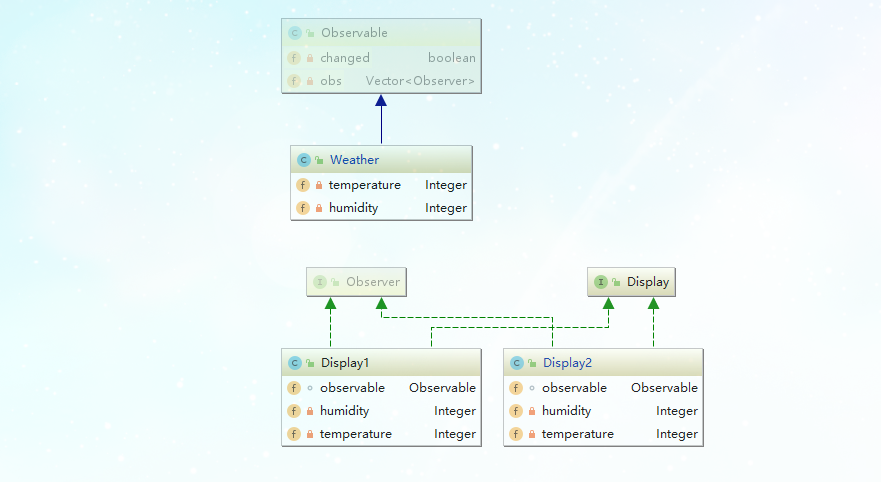 Observable
changed boolean
obs Vector<Observer>
Weather
temperature Integer
humidity Integer
Observer
Display
Display1
observable Observable
humidity Integer
temperature Integer
Display2
observable Observable
humidity Integer
temperature Integer